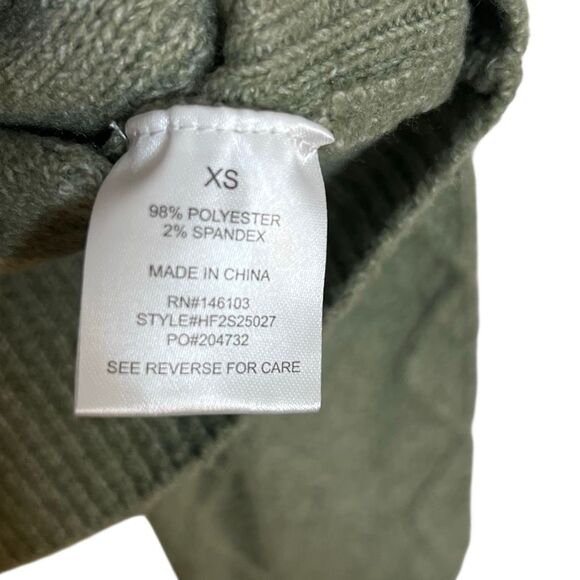 XS
98% POLYESTER
2% SPANDEX
MADE IN CHINA
RN#146103
STYLE#HF2S25027
PO#204732
SEE REVERSE FOR CARE